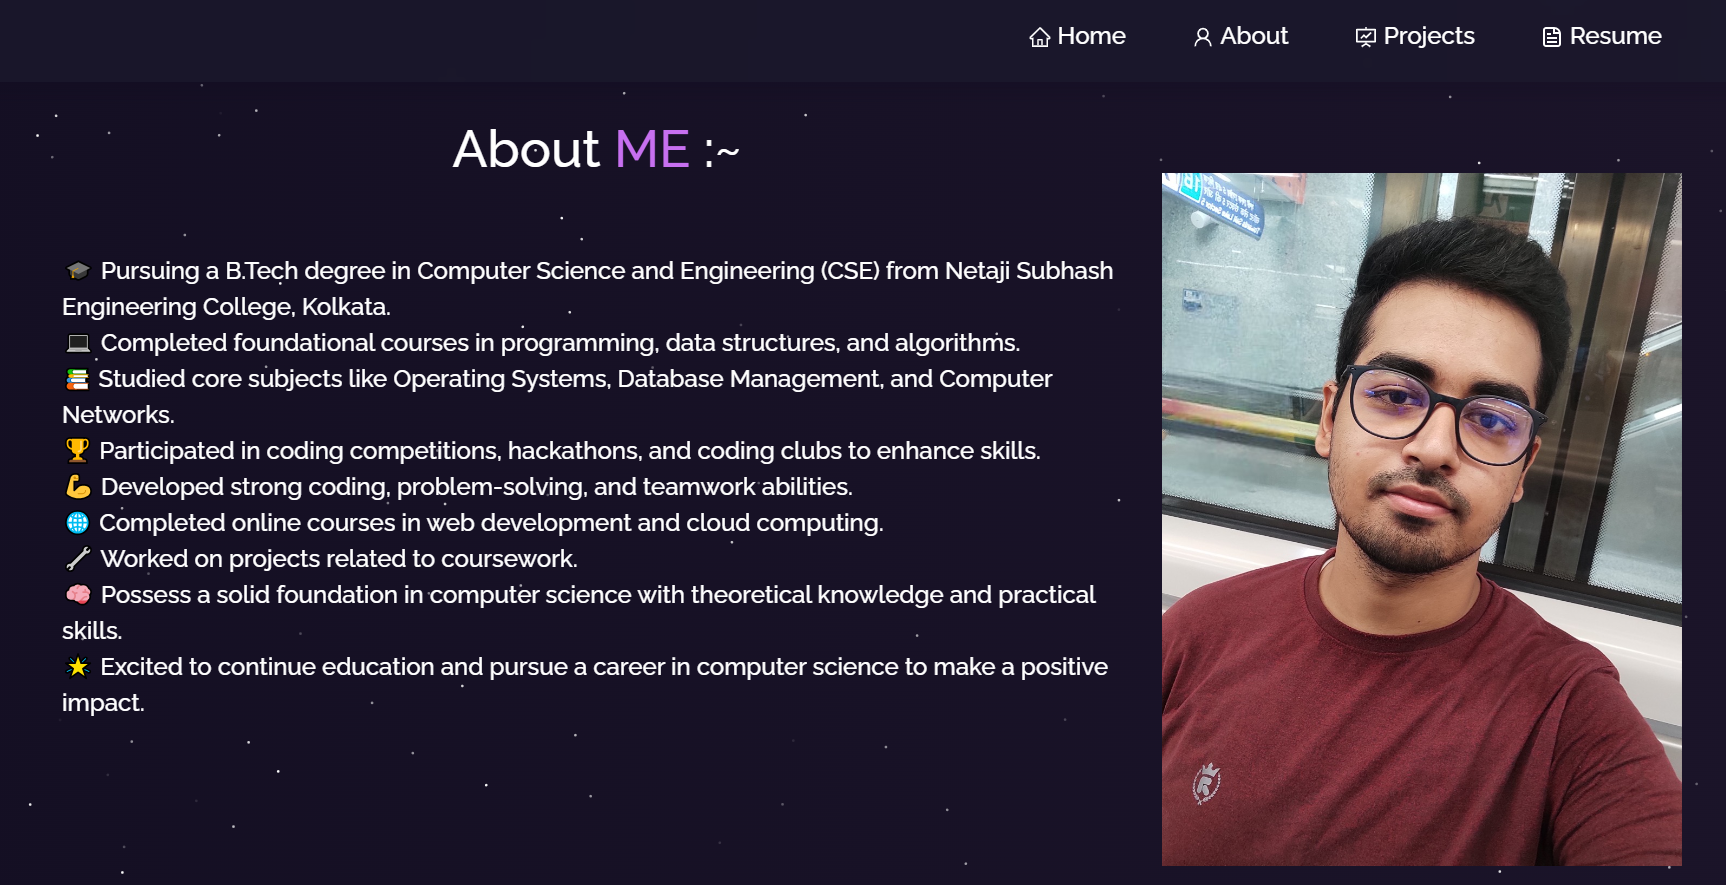 Home
About
Projects
Resume
About ME :~
🎓 Pursuing a B.Tech degree in Computer Science and Engineering (CSE) from Netaji Subhash
Engineering College, Kolkata.
💻 Completed foundational courses in programming, data structures, and algorithms.
📚 Studied core subjects like Operating Systems, Database Management, and Computer
Networks.
🏆 Participated in coding competitions, hackathons, and coding clubs to enhance skills.
💪 Developed strong coding, problem-solving, and teamwork abilities.
🌐 Completed online courses in web development and cloud computing.
🔧 Worked on projects related to coursework.
🧠 Possess a solid foundation in computer science with theoretical knowledge and practical
skills.
🌟 Excited to continue education and pursue a career in computer science to make a positive
impact.